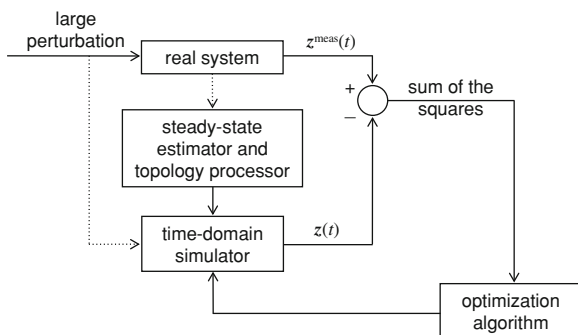 large
perturbation
real system
z^meas(t)
+
−
sum of the
squares
steady-state
estimator and
topology processor
time-domain
simulator
z(t)
optimization
algorithm